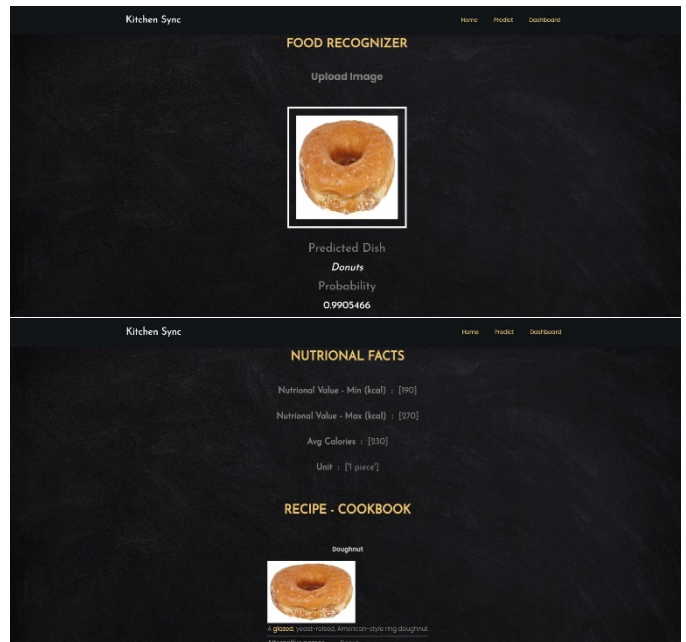 Kitchen Sync Home Predict Dashboard
FOOD RECOGNIZER
Upload Image
Predicted Dish
Donuts
Probability
0.9905466
Kitchen Sync Home Predict Dashboard
NUTRIONAL FACTS
Nutrional Value - Min (kcal) : [190]
Nutrional Value - Max (kcal) : [270]
Avg Calories : [230]
Unit : ['1 piece']
RECIPE - COOKBOOK
Doughnut
A glazed, yeast-raised, American-style ring doughnut